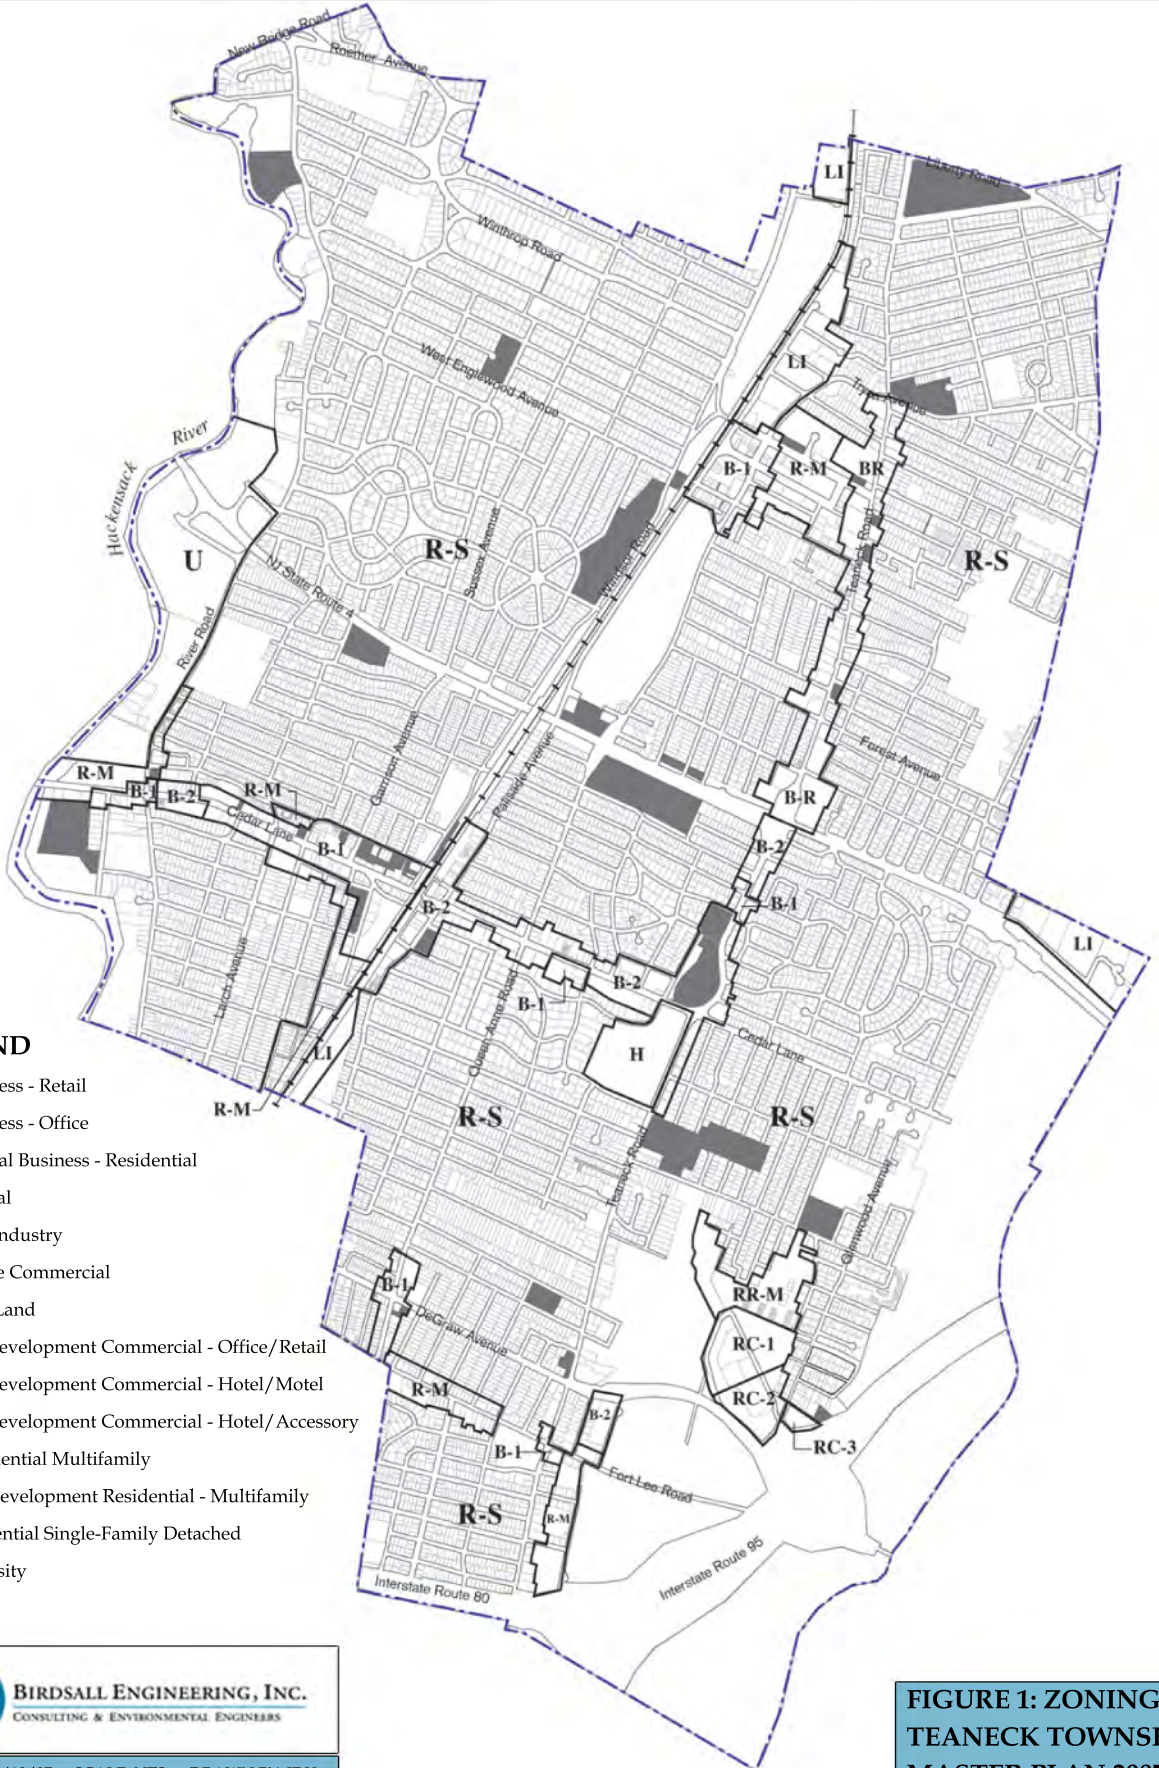 New Bridge Road
Roemer Avenue
Liberty Road
LI
Winthrop Road
LI
West Englewood Avenue
Tryon Avenue
Hackensack River
B-1
R-M
BR
U
R-S
R-S
Sussex Avenue
Windsor Road
Teaneck Road
NJ State Route 4
River Road
Garrison Avenue
Palisade Avenue
Forest Avenue
R-M
B-1
B-2
R-M
B-R
Cedar Lane
B-1
B-2
B-2
B-1
LI
Larch Avenue
B-2
B-1
Queen Anne Road
Cedar Lane
H
LI
R-M
R-S
R-S
Teaneck Road
Glenwood Avenue
B-1
DeGraw Avenue
RR-M
RC-1
RC-2
RC-3
R-M
B-2
B-1
Fort Lee Road
R-S
R-M
Interstate Route 95
Interstate Route 80
ND
ess - Retail
ess - Office
al Business - Residential
al
ndustry
e Commercial
Land
evelopment Commercial - Office/Retail
evelopment Commercial - Hotel/Motel
evelopment Commercial - Hotel/Accessory
ential Multifamily
evelopment Residential - Multifamily
ential Single-Family Detached
sity
BIRDSALL ENGINEERING, INC.
CONSULTING & ENVIRONMENTAL ENGINEERS
FIGURE 1: ZONING
TEANECK TOWNSH
MASTER PLAN 2007